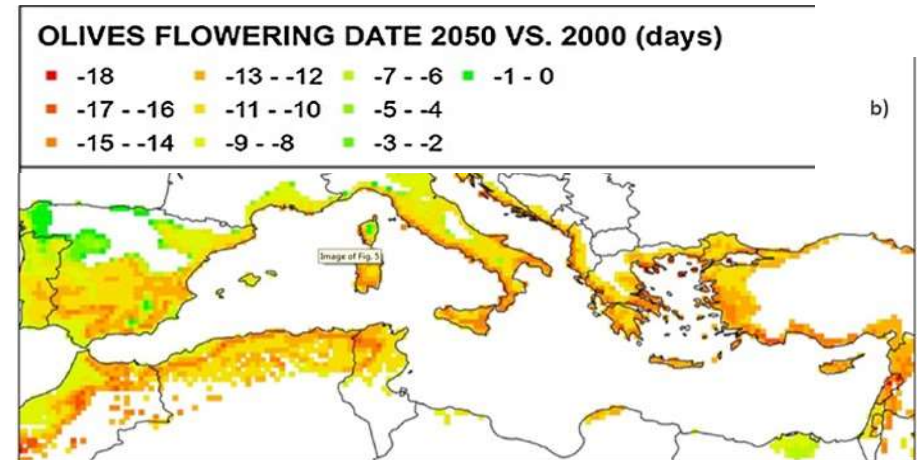 OLIVES FLOWERING DATE 2050 VS. 2000 (days)
-18 -13 - -12 -7 - -6 -1 - 0
-17 - -16 -11 - -10 -5 - -4
-15 - -14 -9 - -8 -3 - -2
b)
Image of Fig. 5